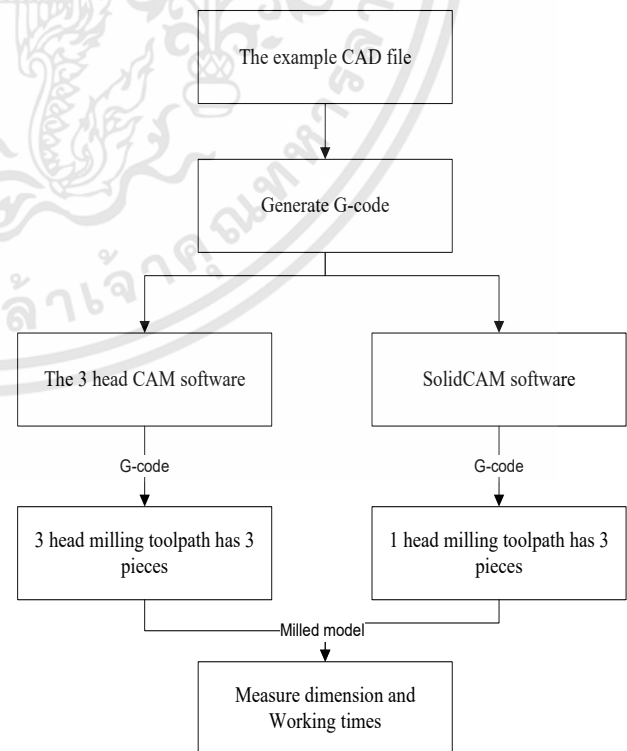 The example CAD file
Generate G-code
The 3 head CAM software
SolidCAM software
G-code
G-code
3 head milling toolpath has 3
pieces
1 head milling toolpath has 3
pieces
Milled model
Measure dimension and
Working times